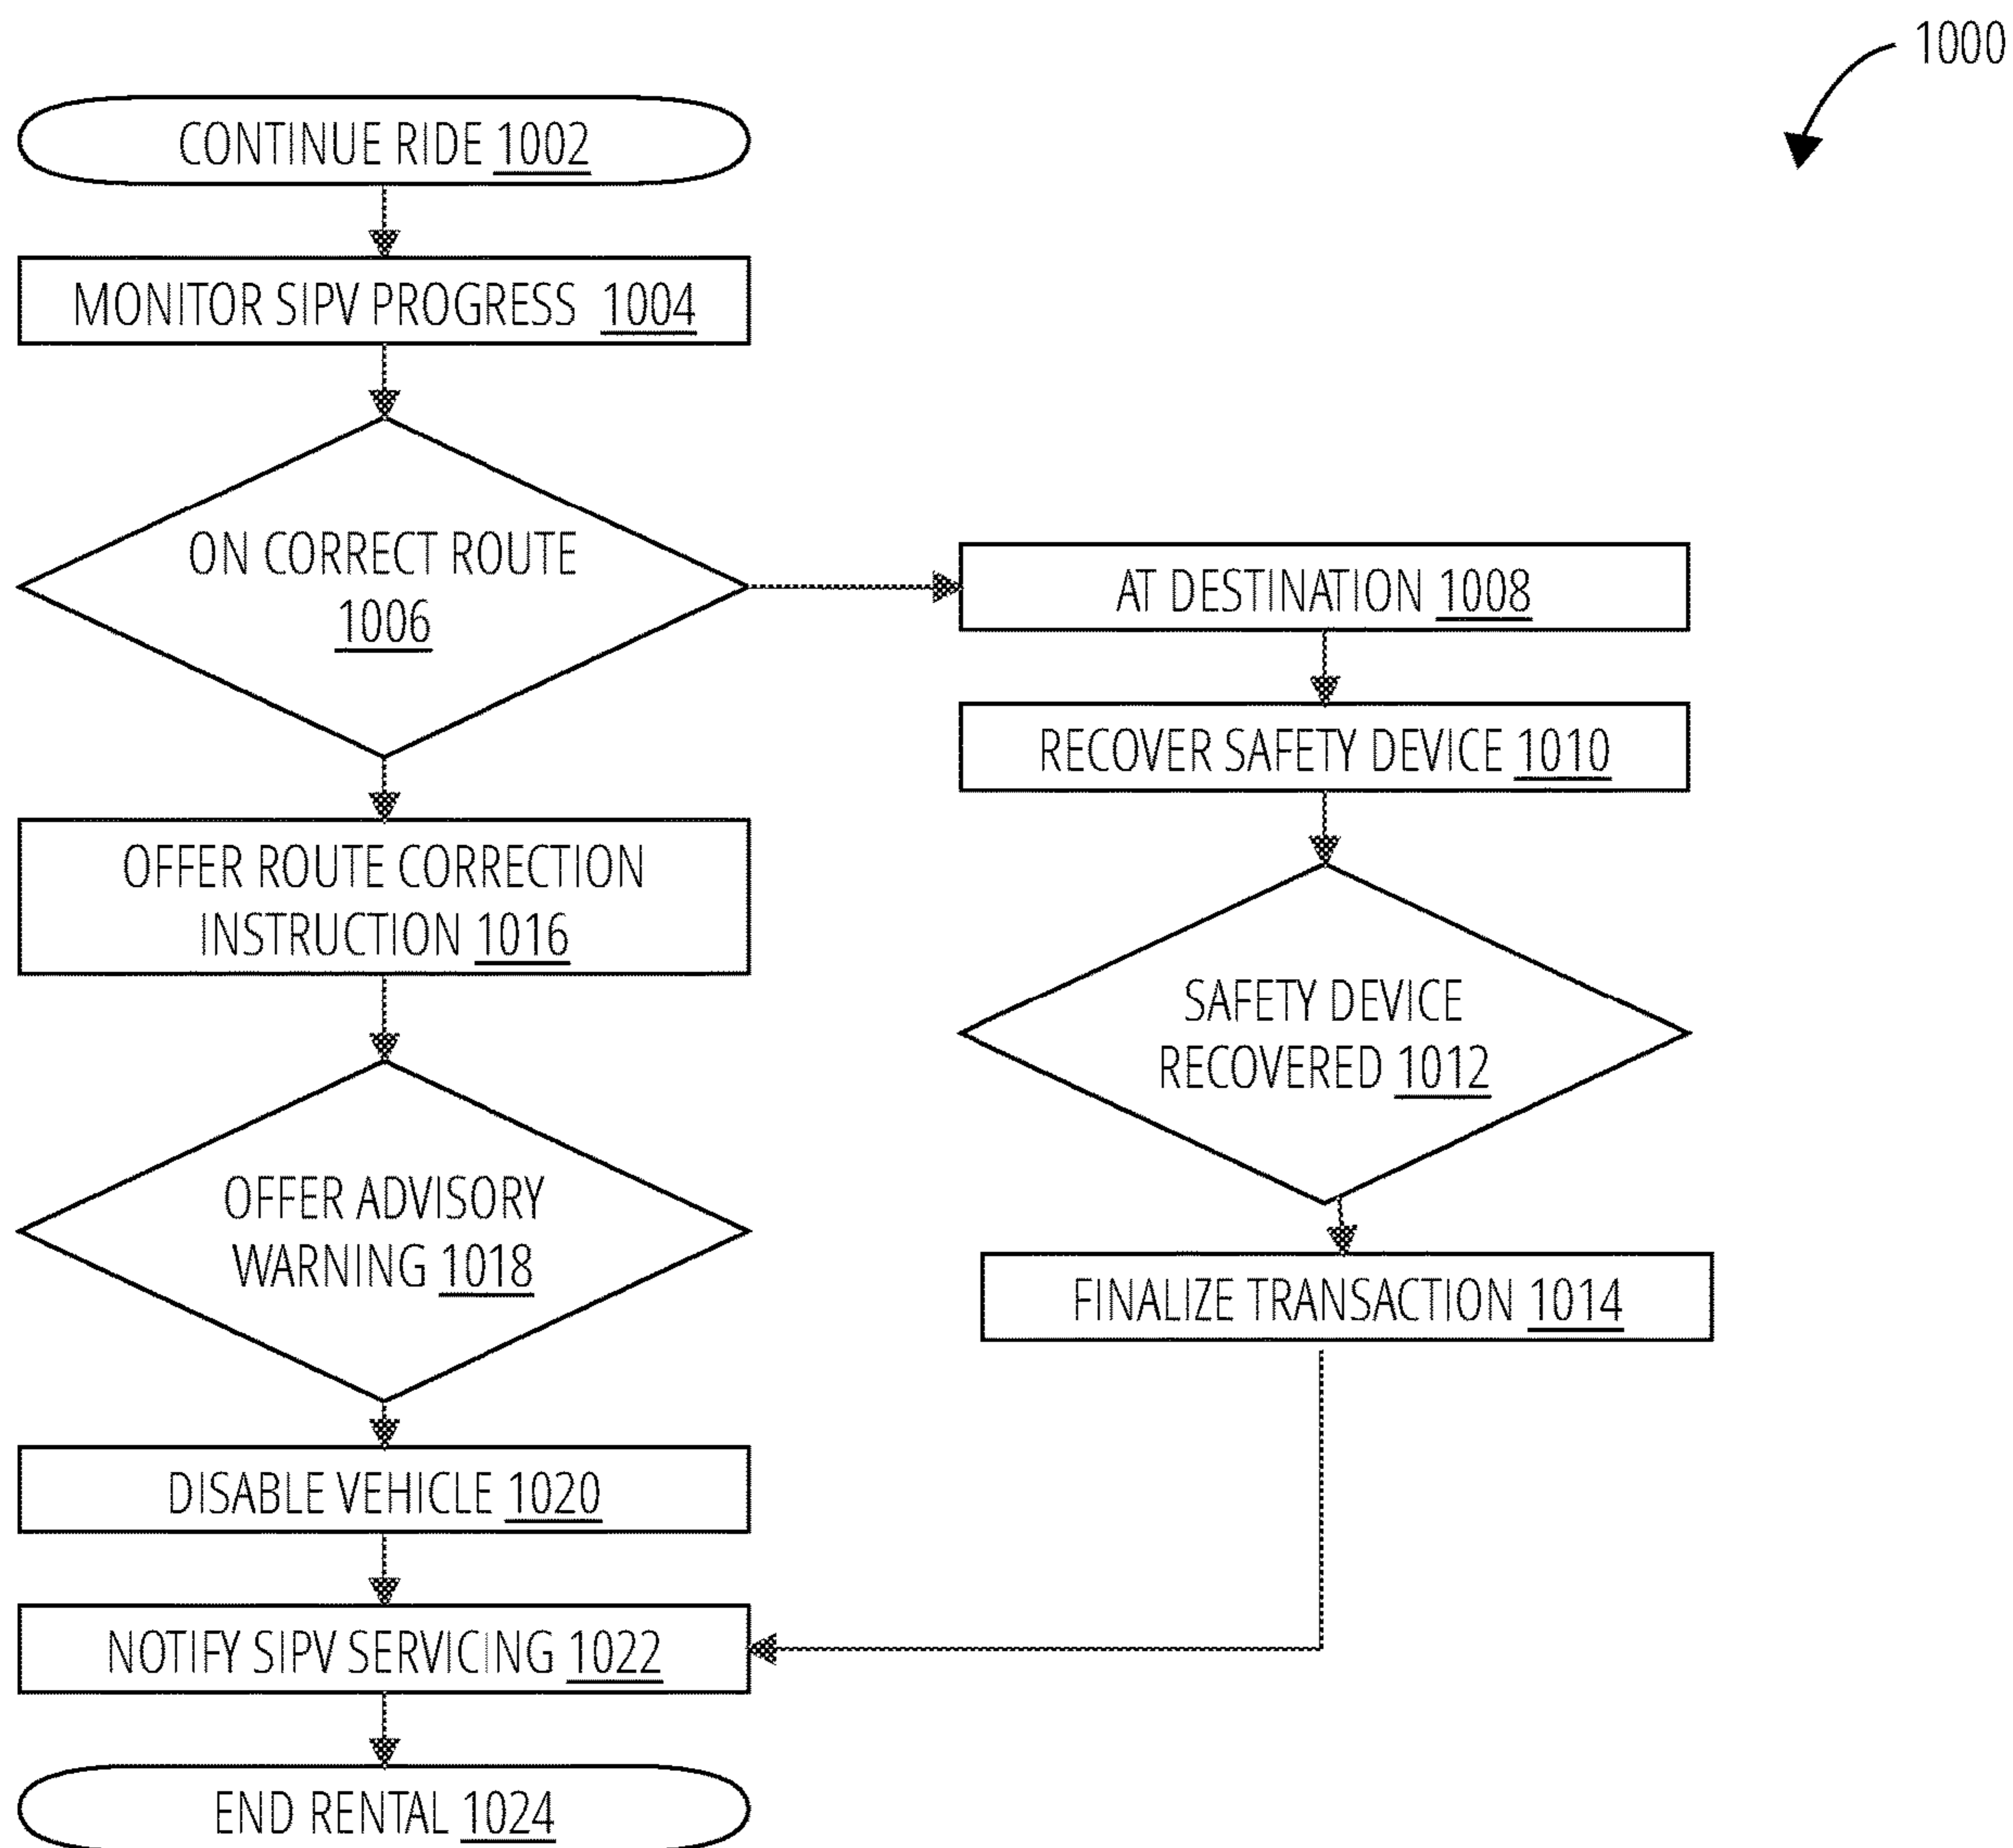 1000
CONTINUE RIDE 1002
MONITOR SIPV PROGRESS 1004
ON CORRECT ROUTE
1006
AT DESTINATION 1008
RECOVER SAFETY DEVICE 1010
SAFETY DEVICE
RECOVERED 1012
FINALIZE TRANSACTION 1014
OFFER ROUTE CORRECTION
INSTRUCTION 1016
OFFER ADVISORY
WARNING 1018
DISABLE VEHICLE 1020
NOTIFY SIPV SERVICING 1022
END RENTAL 1024